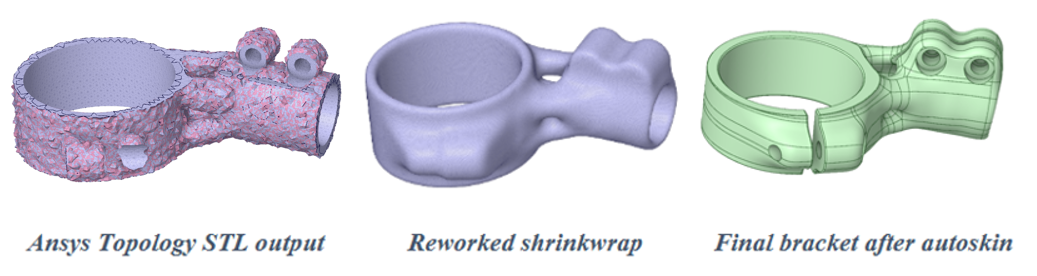 Ansys Topology STL output
Reworked shrinkwrap
Final bracket after autoskin